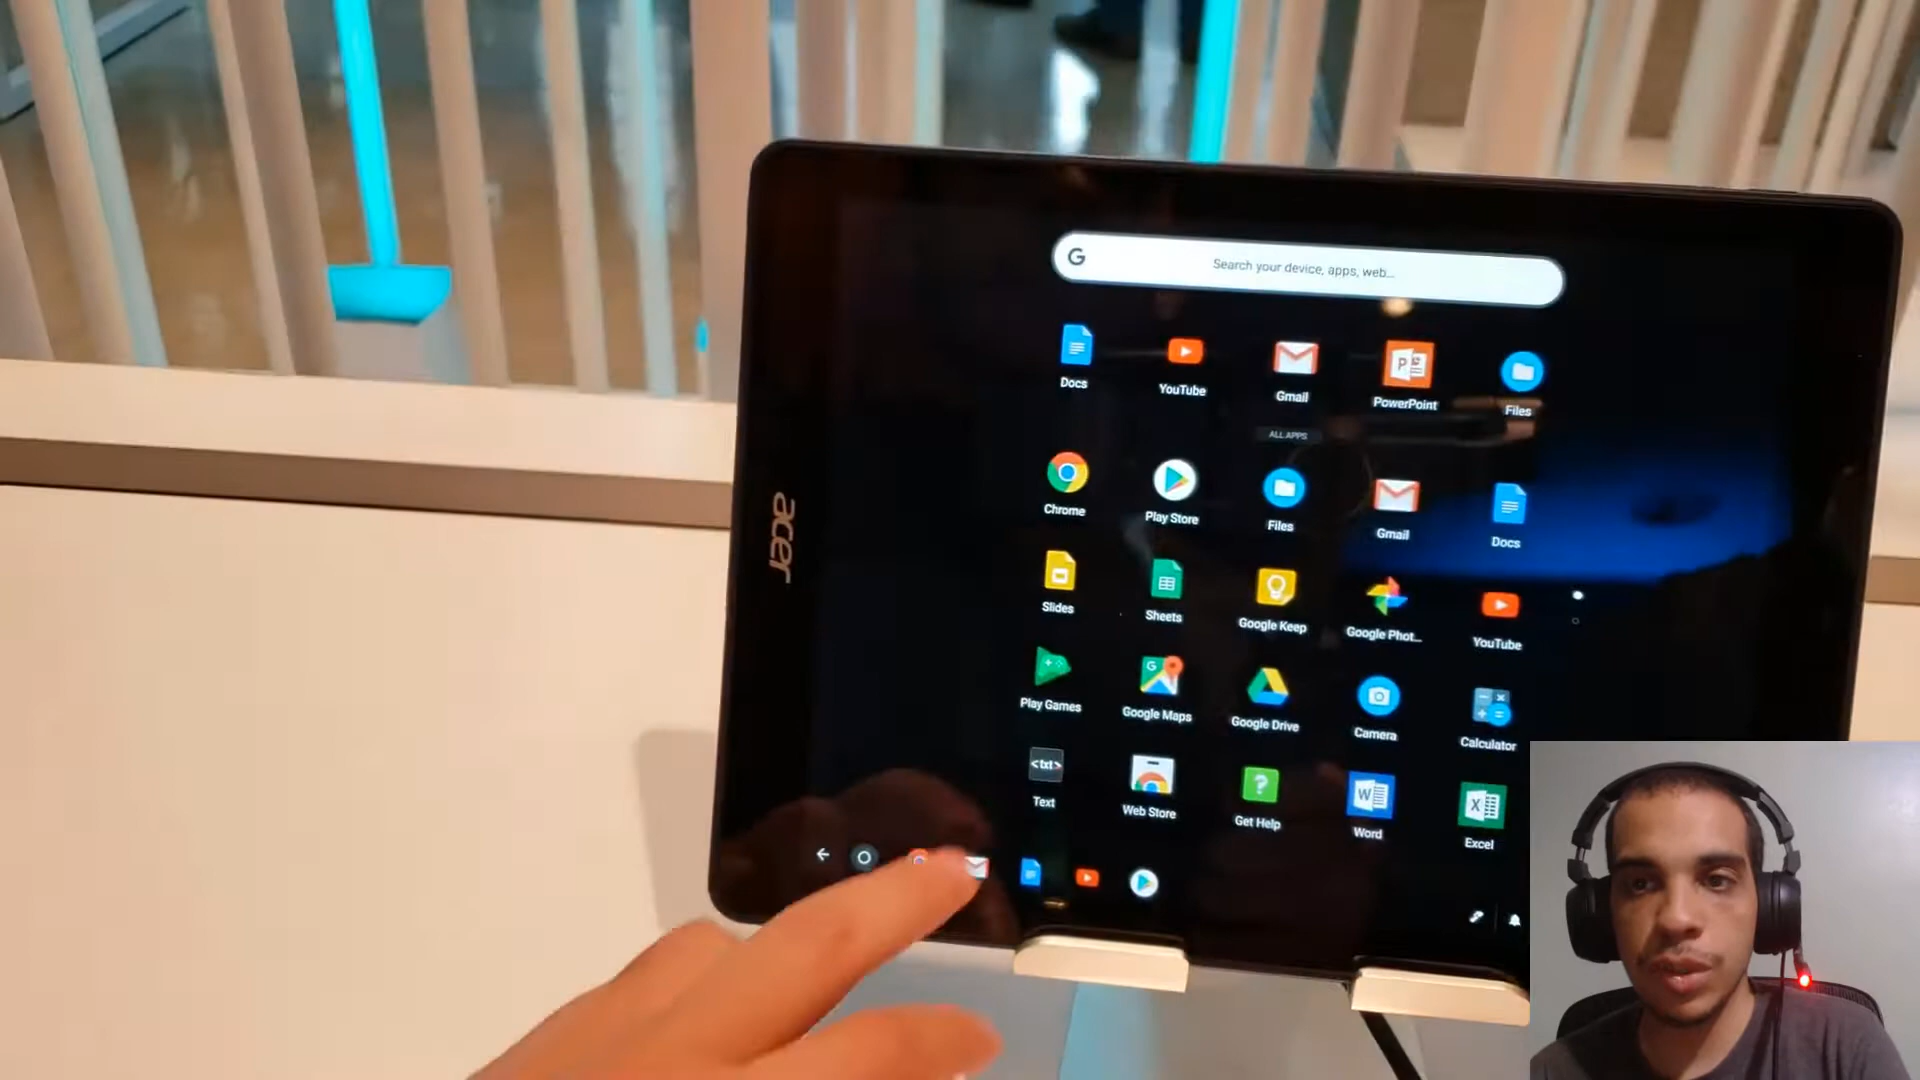 acer
G Search your device, apps, web...
Docs YouTube Gmail PowerPoint Files
ALL APPS
Chrome Play Store Files Gmail Docs
Slides Sheets Google Keep Google Phot... YouTube
Play Games Google Maps Google Drive Camera Calculator
<txt>
Text Web Store Get Help Word Excel